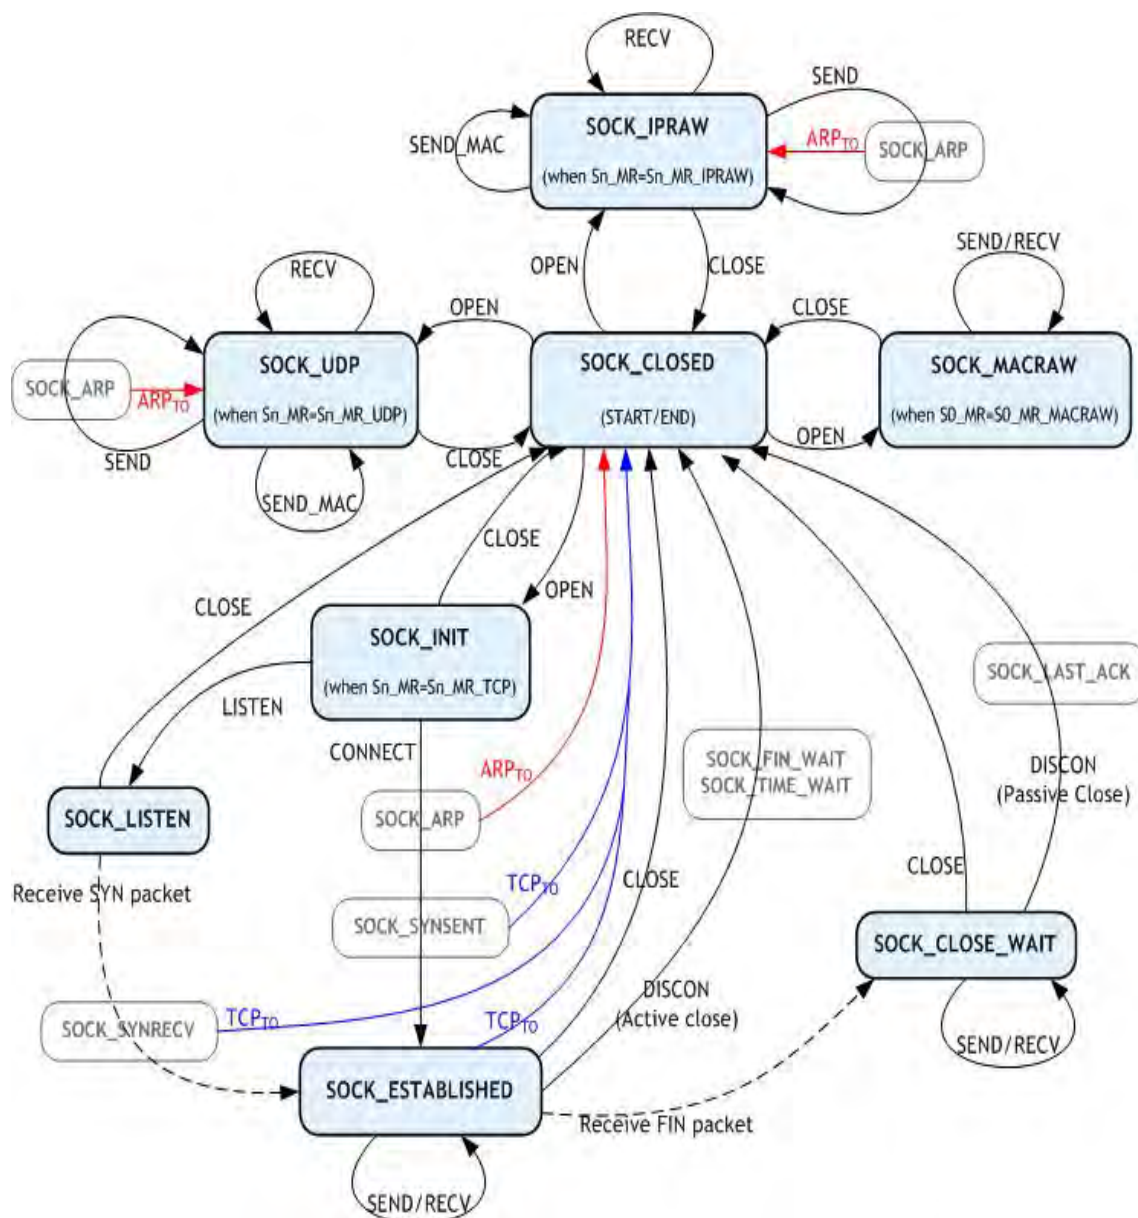 RECV
SEND
SOCK_IPRAW
SEND_MAC
ARPTO
SOCK_ARP
(when Sn_MR=Sn_MR_IPRAW)
SEND/RECV
RECV
OPEN
CLOSE
OPEN
CLOSE
SOCK_UDP
SOCK_CLOSED
SOCK_MACRAW
SOCK_ARP
ARPTO
(when Sn_MR=Sn_MR_UDP)
(START/END)
(when S0_MR=S0_MR_MACRAW)
OPEN
SEND
CLOSE
SEND_MAC
CLOSE
OPEN
CLOSE
SOCK_INIT
SOCK_LAST_ACK
(when Sn_MR=Sn_MR_TCP)
LISTEN
CONNECT
SOCK_FIN_WAIT
SOCK_TIME_WAIT
ARPTO
DISCON
(Passive Close)
SOCK_LISTEN
SOCK_ARP
CLOSE
CLOSE
TCPTO
Receive SYN packet
SOCK_SYNSENT
SOCK_CLOSE_WAIT
DISCON
(Active close)
SOCK_SYNRECV
TCPTO
TCPTO
SEND/RECV
SOCK_ESTABLISHED
Receive FIN packet
SEND/RECV